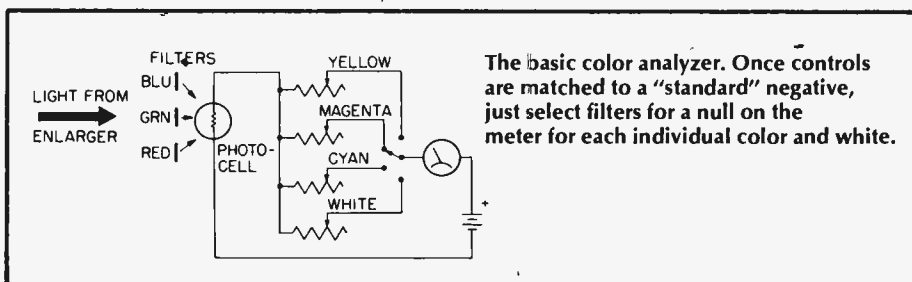 FILTERS
BLU
GRN
RED
LIGHT FROM
ENLARGER
PHOTO-
CELL
YELLOW
MAGENTA
CYAN
WHITE
+
The basic color analyzer. Once controls
are matched to a “standard” negative,
just select filters for a null on the
meter for each individual color and white.